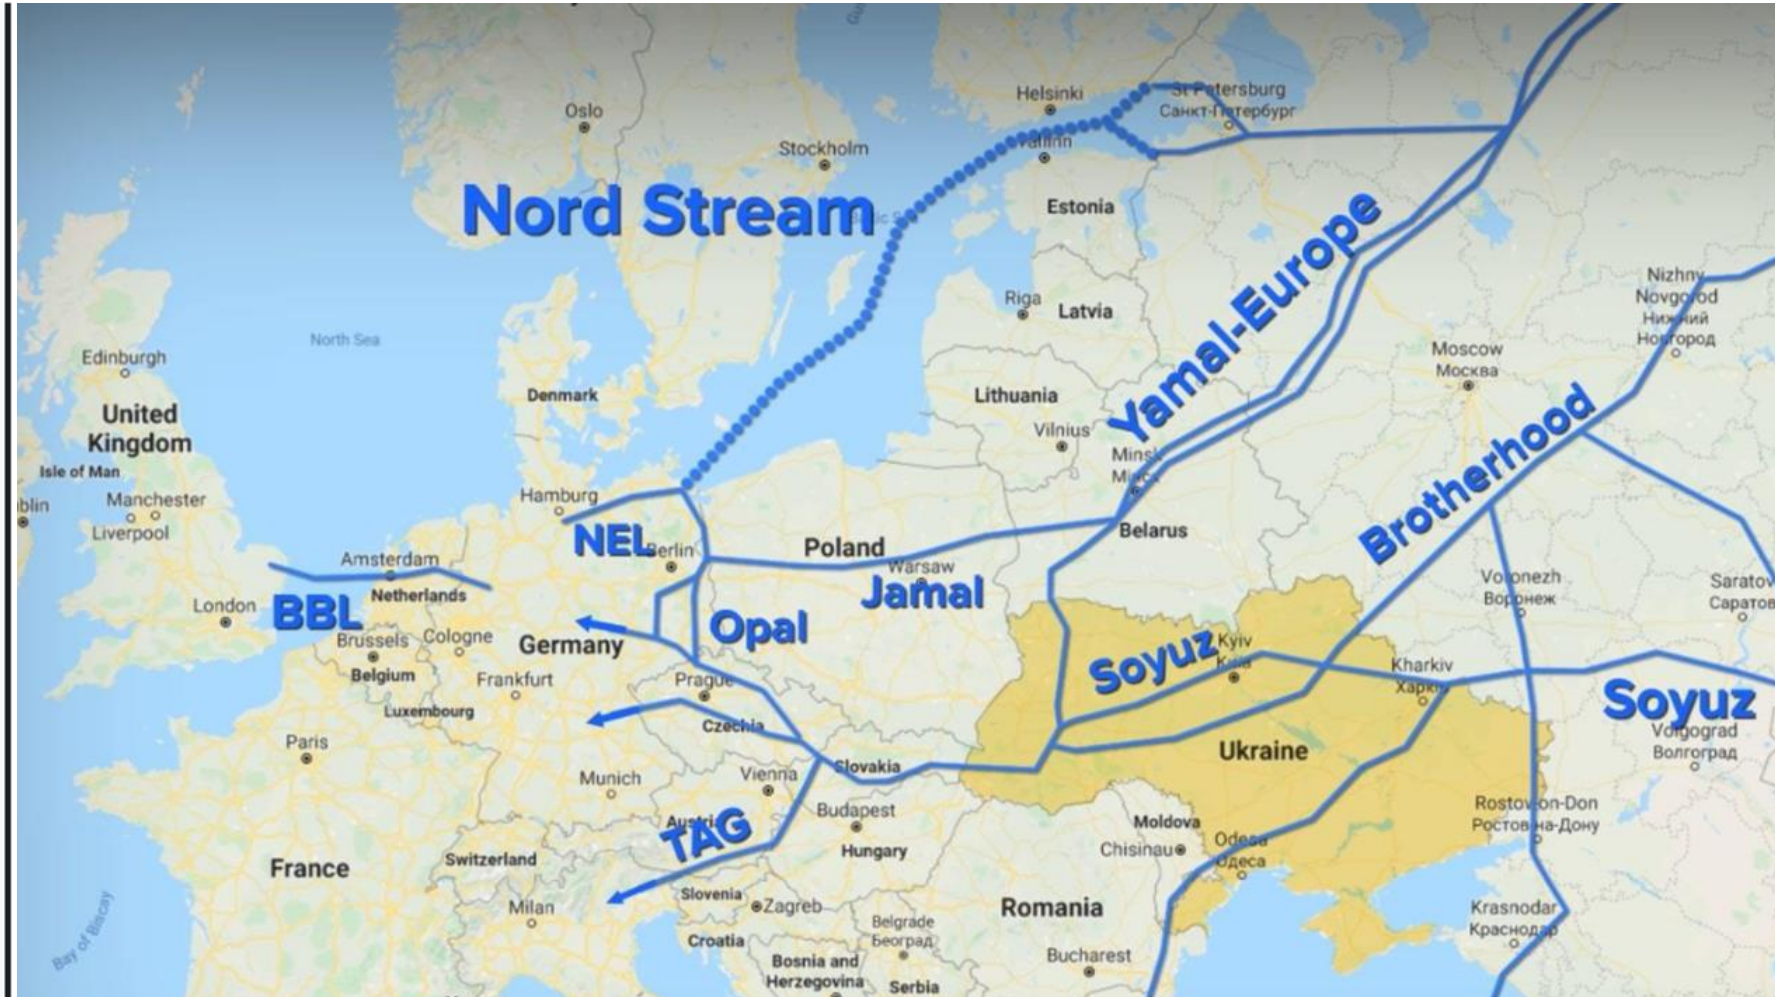 Oslo
Helsinki
St Petersburg
Санкт-Петербург
Stockholm
Tallinn
Nord Stream
Estonia
Yamal-Europe
Nizhny
Novgorod
Нижний
Новгород
Riga
Latvia
North Sea
Edinburgh
Moscow
Москва
Denmark
Lithuania
United
Kingdom
Vilnius
Minsk
Brotherhood
Isle of Man
Manchester
Liverpool
blin
Hamburg
NEL
Berlin
Poland
Belarus
Warsaw
Jamal
Amsterdam
Netherlands
London
BBL
Brussels
Cologne
Belgium
Germany
Opal
Voronezh
Воронеж
Saratov
Саратов
Soyuz
Kyiv
Київ
Kharkiv
Харків
Frankfurt
Prague
Luxembourg
Czechia
Soyuz
Volgograd
Волгоград
Paris
Ukraine
Slovakia
Munich
Vienna
Budapest
Austria
TAG
Rostov-on-Don
Ростов-на-Дону
Moldova
Chisinau
Odesa
Одеса
Hungary
Switzerland
France
Slovenia
Zagreb
Milan
Romania
Krasnodar
Краснодар
Belgrade
Београд
Croatia
Bay of Biscay
Bosnia and
Herzegovina
Serbia
Bucharest